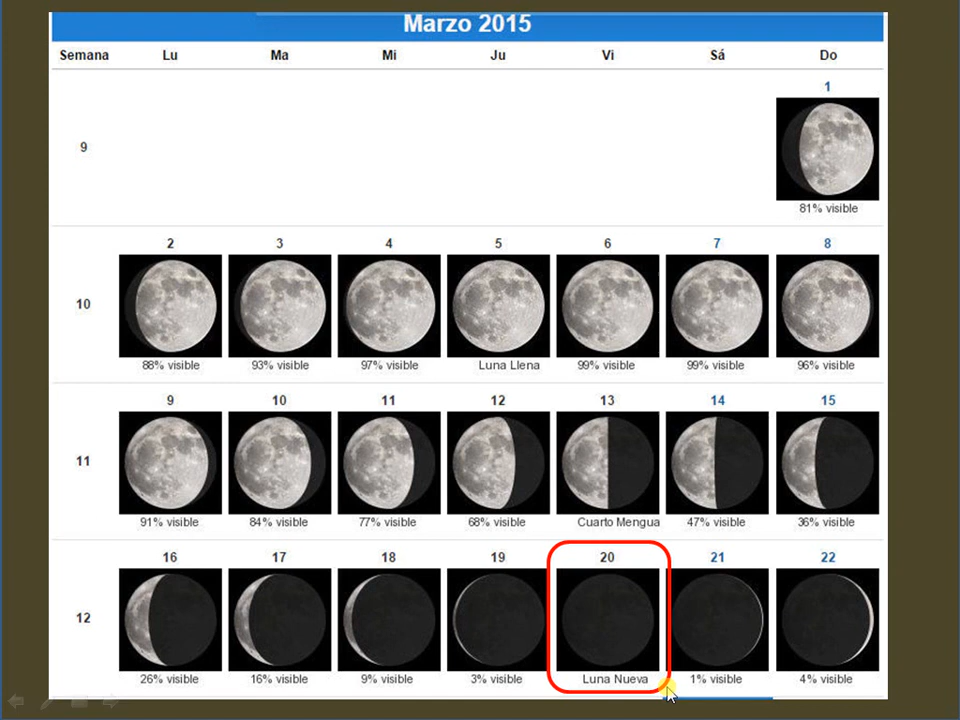 Marzo 2015
Semana Lu Ma Mi Ju Vi Sá Do
1
9
81% visible
2 3 4 5 6 7 8
10
88% visible 93% visible 97% visible Luna Llena 99% visible 99% visible 96% visible
9 10 11 12 13 14 15
11
91% visible 84% visible 77% visible 68% visible Cuarto Mengua 47% visible 36% visible
16 17 18 19 20 21 22
12
26% visible 16% visible 9% visible 3% visible Luna Nueva 1% visible 4% visible